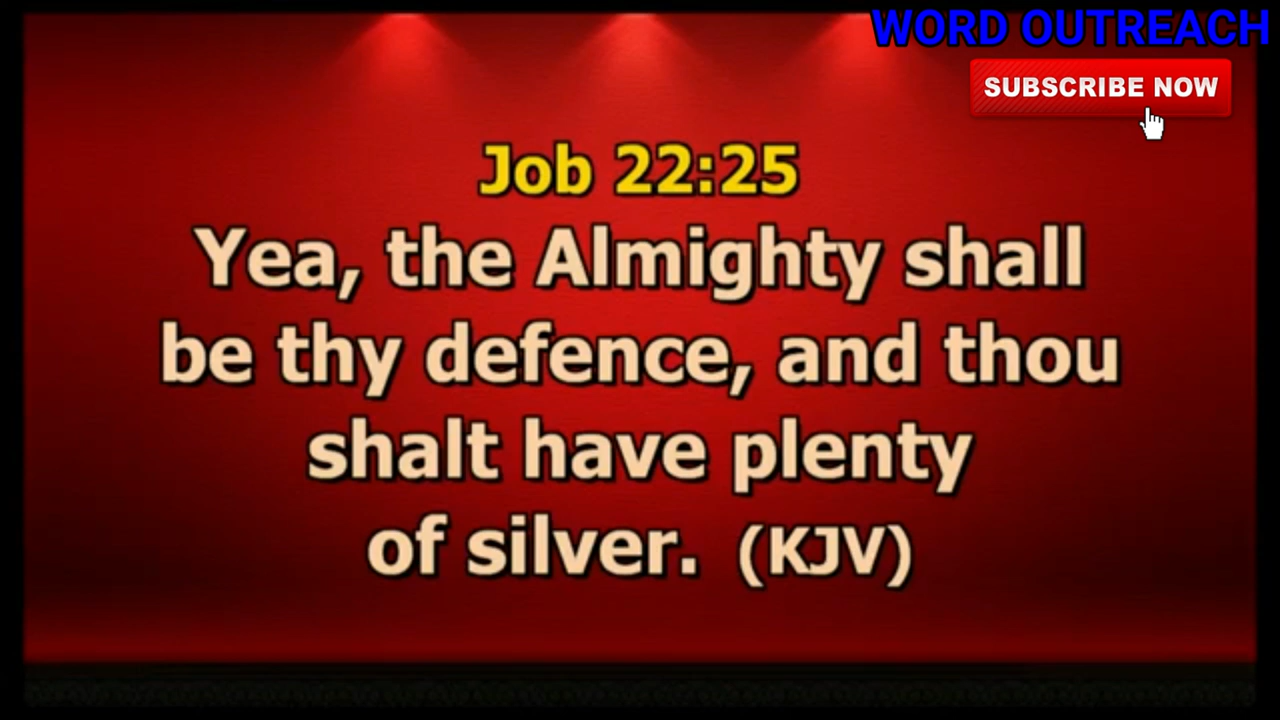 WORD OUTREACH
SUBSCRIBE NOW
Job 22:25
Yea, the Almighty shall
be thy defence, and thou
shalt have plenty
of silver. (KJV)